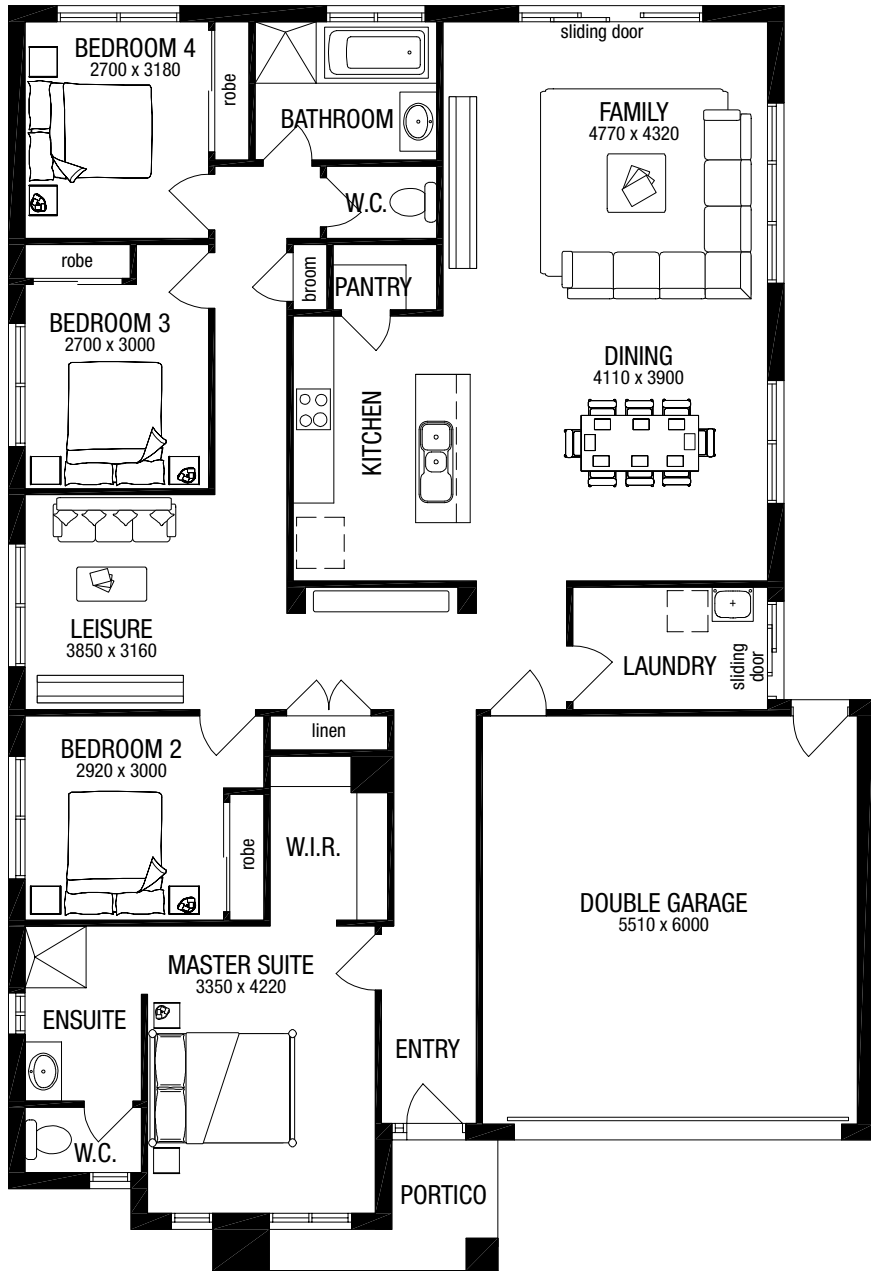 sliding door
BEDROOM 4
2700 x 3180
robe
BATHROOM
FAMILY
4770 x 4320
W.C.
robe
broom
PANTRY
BEDROOM 3
2700 x 3000
DINING
4110 x 3900
KITCHEN
LEISURE
3850 x 3160
LAUNDRY
sliding
door
linen
BEDROOM 2
2920 x 3000
robe
W.I.R.
DOUBLE GARAGE
5510 x 6000
MASTER SUITE
3350 x 4220
ENSUITE
ENTRY
W.C.
PORTICO